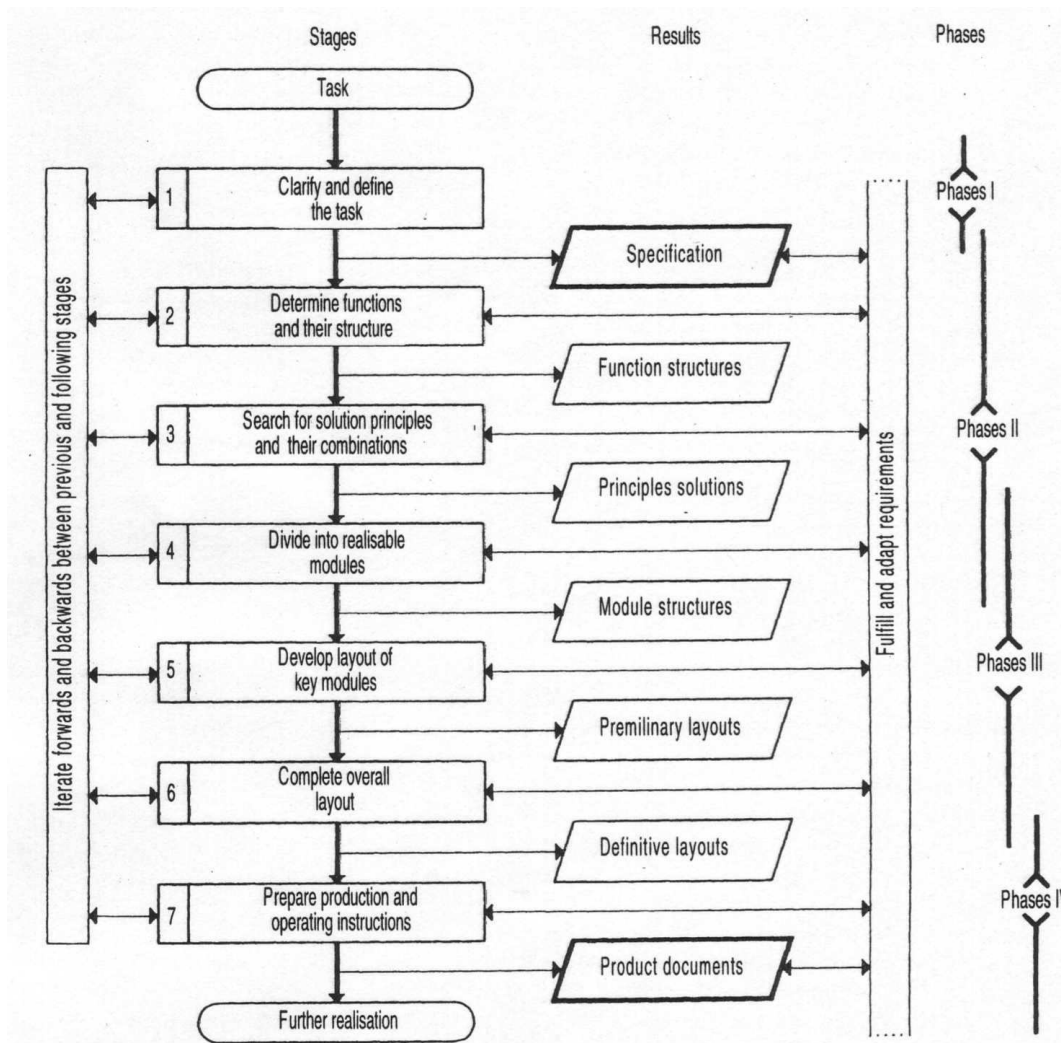 Stages
Results
Phases
Task
1
Clarify and define
the task
Phases I
Specification
2
Determine functions
and their structure
Function structures
3
Search for solution principles
and their combinations
Phases II
Principles solutions
4
Divide into realisable
modules
Module structures
5
Develop layout of
key modules
Phases III
Premilinary layouts
6
Complete overall
layout
Definitive layouts
7
Prepare production and
operating instructions
Phases IV
Product documents
Further realisation
Iterate forwards and backwards between previous and following stages
Fulfill and adapt requirements